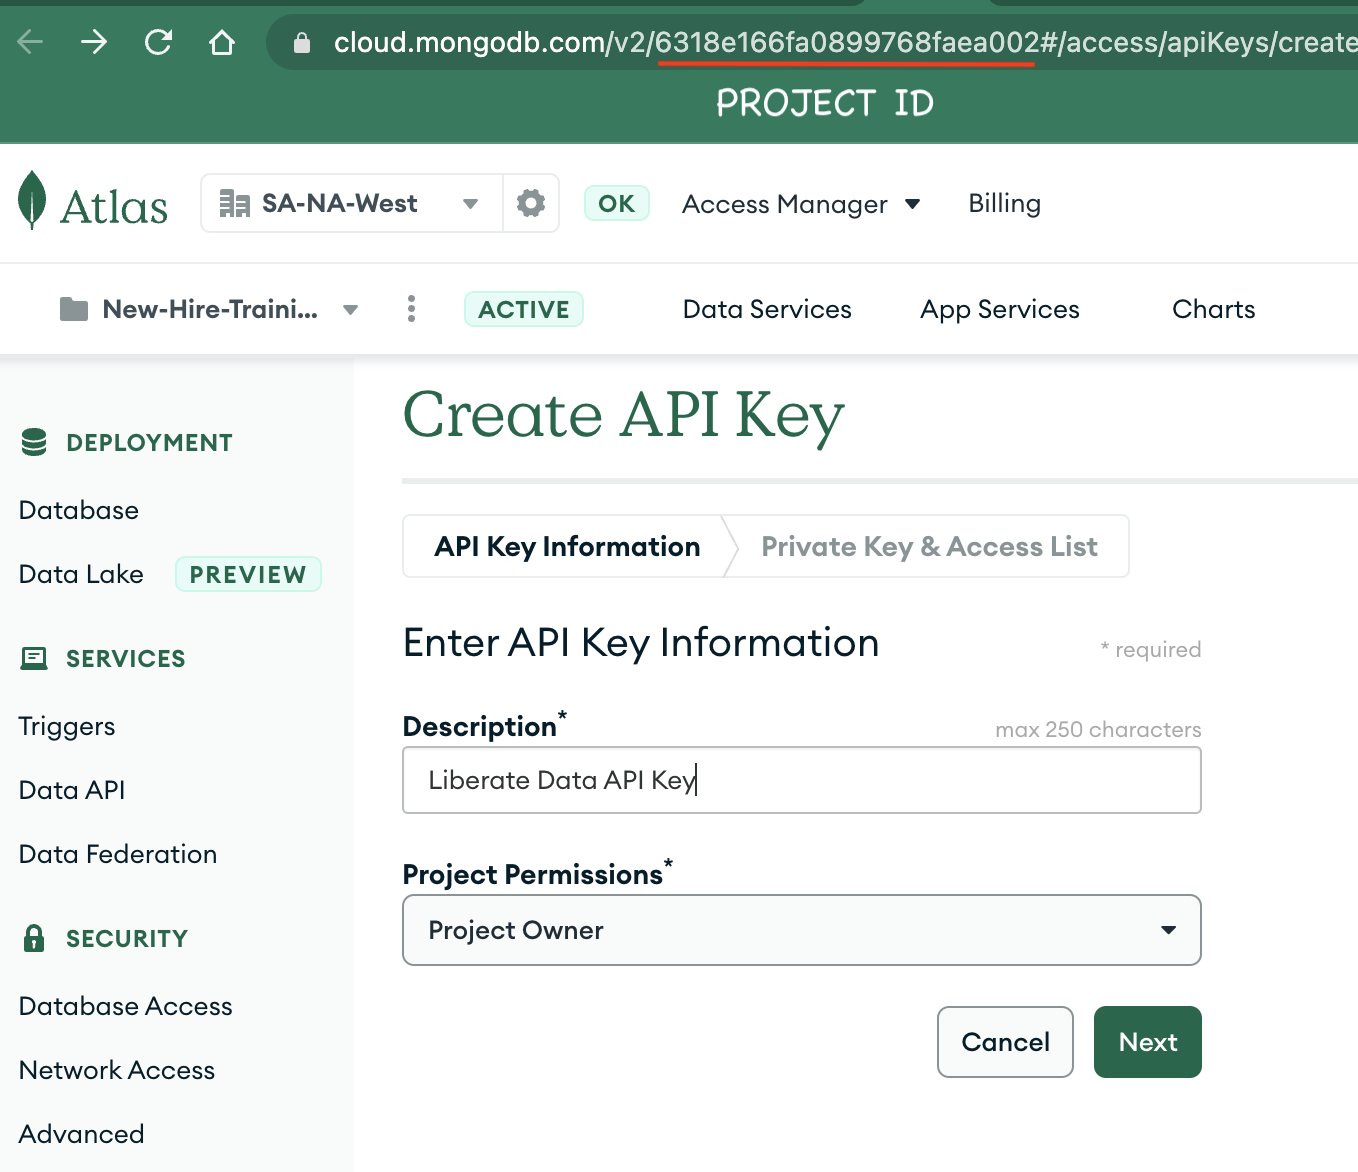 cloud.mongodb.com/v2/6318e166fa0899768faea002#/access/apiKeys/create
PROJECT ID
Atlas
SA-NA-West
OK
Access Manager
Billing
New-Hire-Traini...
ACTIVE
Data Services
App Services
Charts
DEPLOYMENT
Database
Data Lake PREVIEW
SERVICES
Triggers
Data API
Data Federation
SECURITY
Database Access
Network Access
Advanced
Create API Key
API Key Information
Private Key & Access List
Enter API Key Information
* required
Description*
max 250 characters
Liberate Data API Key
Project Permissions*
Project Owner
Cancel
Next